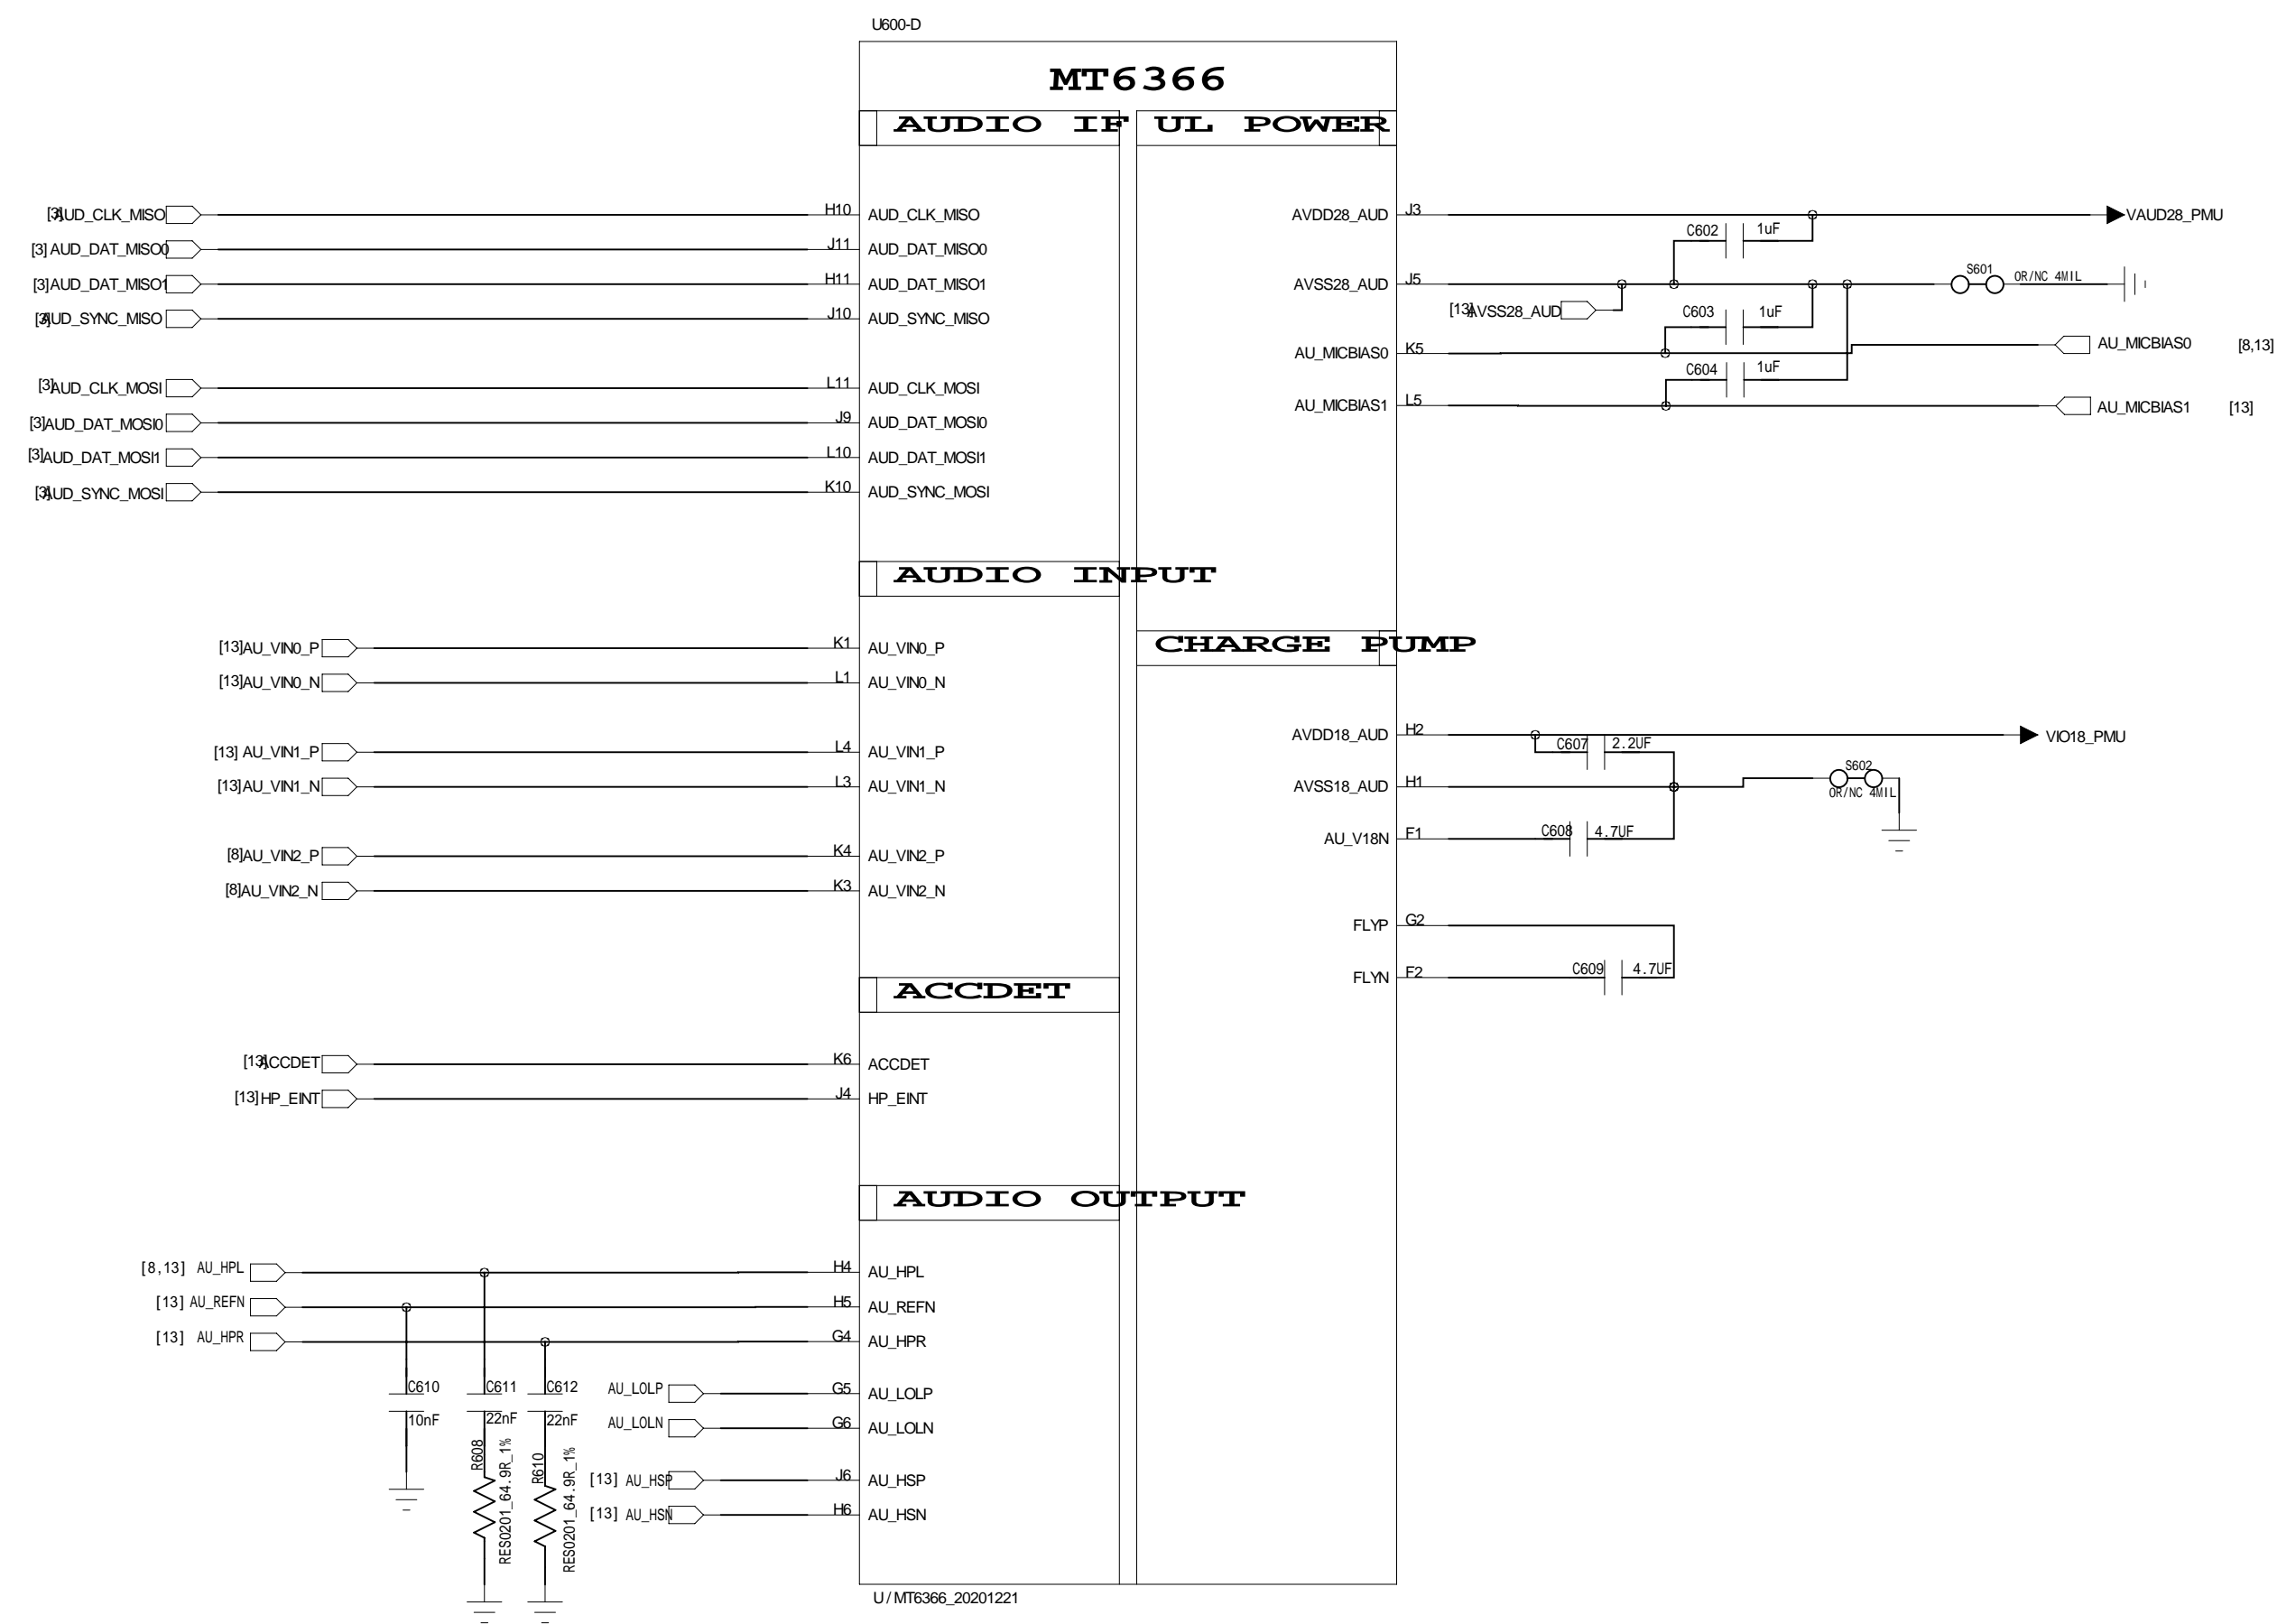 U600-D
MT6366
AUDIO IF UL POWER
[3]AUD_CLK_MISO H10 AUD_CLK_MISO
[3] AUD_DAT_MISO0 J11 AUD_DAT_MISO0
[3]AUD_DAT_MISO1 H11 AUD_DAT_MISO1
[3]AUD_SYNC_MISO J10 AUD_SYNC_MISO
[3]AUD_CLK_MOSI L11 AUD_CLK_MOSI
[3]AUD_DAT_MOSI0 J9 AUD_DAT_MOSI0
[3]AUD_DAT_MOSI1 L10 AUD_DAT_MOSI1
[3]AUD_SYNC_MOSI K10 AUD_SYNC_MOSI
AVDD28_AUD J3 VAUD28_PMU
C602 1uF
AVSS28_AUD J5 S601 0R/NC 4MIL
[13]AVSS28_AUD
C603 1uF
AU_MICBIAS0 K5 AU_MICBIAS0 [8,13]
C604 1uF
AU_MICBIAS1 L5 AU_MICBIAS1 [13]
AUDIO INPUT
[13]AU_VIN0_P K1 AU_VIN0_P
[13]AU_VIN0_N L1 AU_VIN0_N
[13] AU_VIN1_P L4 AU_VIN1_P
[13]AU_VIN1_N L3 AU_VIN1_N
[8]AU_VIN2_P K4 AU_VIN2_P
[8]AU_VIN2_N K3 AU_VIN2_N
CHARGE PUMP
AVDD18_AUD H2 VIO18_PMU
C607 2.2UF
AVSS18_AUD H1 S602
0R/NC 4MIL
AU_V18N F1 C608 4.7UF
FLYP G2
FLYN F2 C609 4.7UF
ACCDET
[13]ACCDET K6 ACCDET
[13]HP_EINT J4 HP_EINT
AUDIO OUTPUT
[8,13] AU_HPL H4 AU_HPL
[13] AU_REFN H5 AU_REFN
[13] AU_HPR G4 AU_HPR
C610 C611 C612
10nF 22nF 22nF
AU_LOLP G5 AU_LOLP
AU_LOLN G6 AU_LOLN
R608 RES0201_64.9R_1%
R610 RES0201_64.9R_1%
[13] AU_HSP J6 AU_HSP
[13] AU_HSN H6 AU_HSN
U/MT6366_20201221